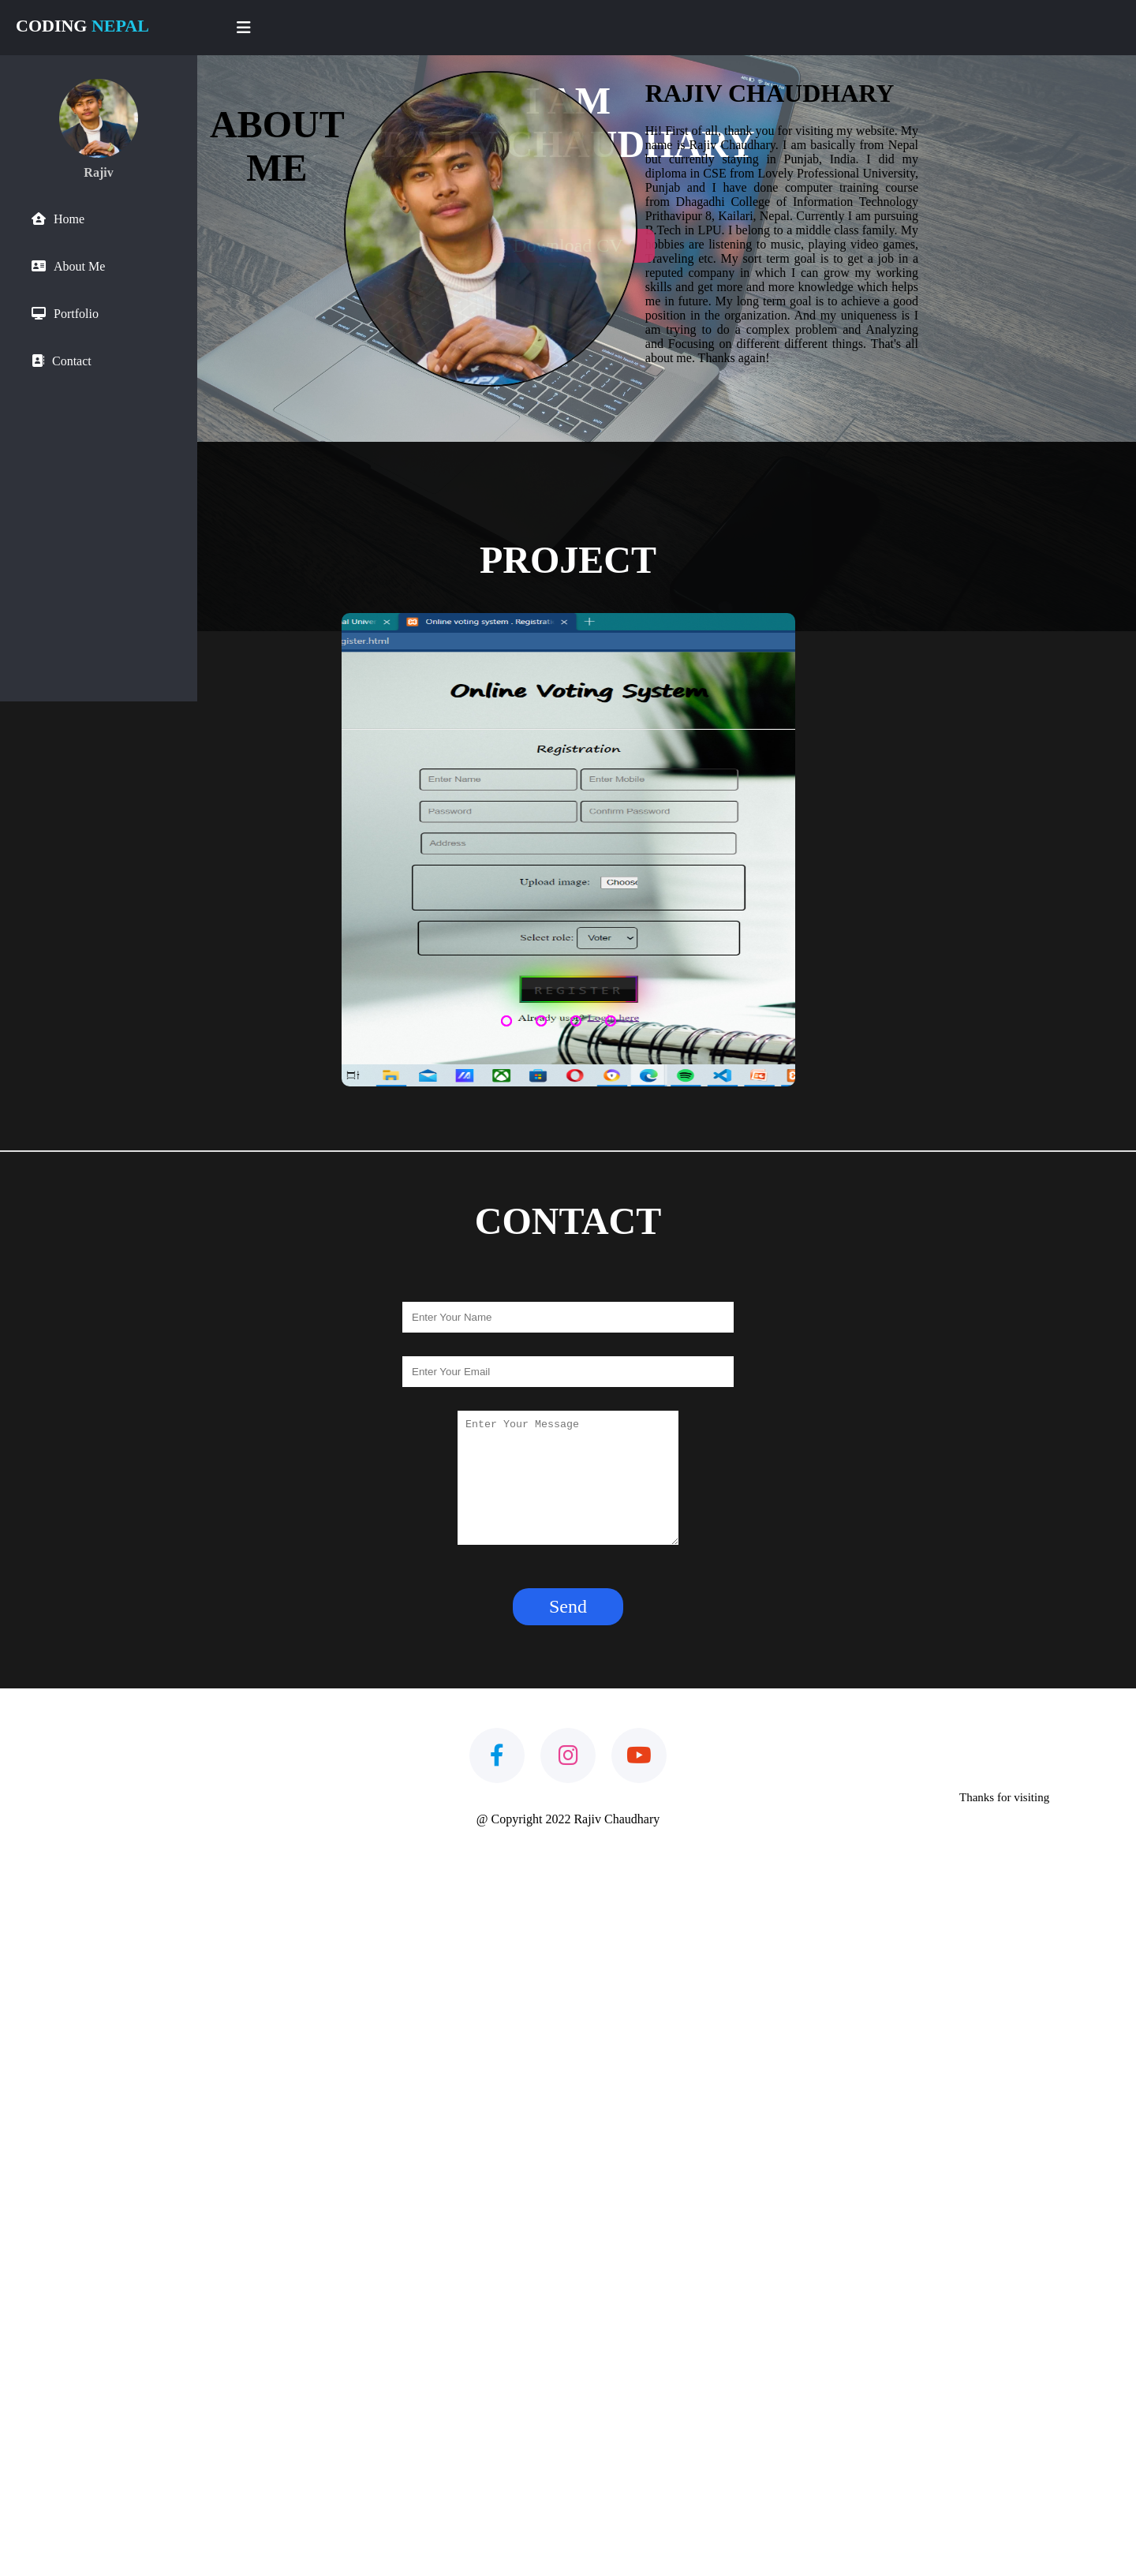 CODING NEPAL
Rajiv
Home
About Me
Portfolio
Contact
ABOUT
ME
I AM
CHAUDHARY
Download CV
RAJIV CHAUDHARY
Hi! First of all, thank you for visiting my website. My
name is Rajiv Chaudhary. I am basically from Nepal
but currently staying in Punjab, India. I did my
diploma in CSE from Lovely Professional University,
Punjab and I have done computer training course
from Dhagadhi College of Information Technology
Prithavipur 8, Kailari, Nepal. Currently I am pursuing
B.Tech in LPU. I belong to a middle class family. My
hobbies are listening to music, playing video games,
Traveling etc. My sort term goal is to get a job in a
reputed company in which I can grow my working
skills and get more and more knowledge which helps
me in future. My long term goal is to achieve a good
position in the organization. And my uniqueness is I
am trying to do a complex problem and Analyzing
and Focusing on different different things. That's all
about me. Thanks again!
PROJECT
al Univer
Online voting system . Registrati
gister.html
Online Voting System
Registration
Enter Name
Enter Mobile
Password
Confirm Password
Address
Upload image: Choose
Select role: Voter
REGISTER
Already user? Login here
CONTACT
Enter Your Name
Enter Your Email
Enter Your Message
Send
Thanks for visiting
@ Copyright 2022 Rajiv Chaudhary